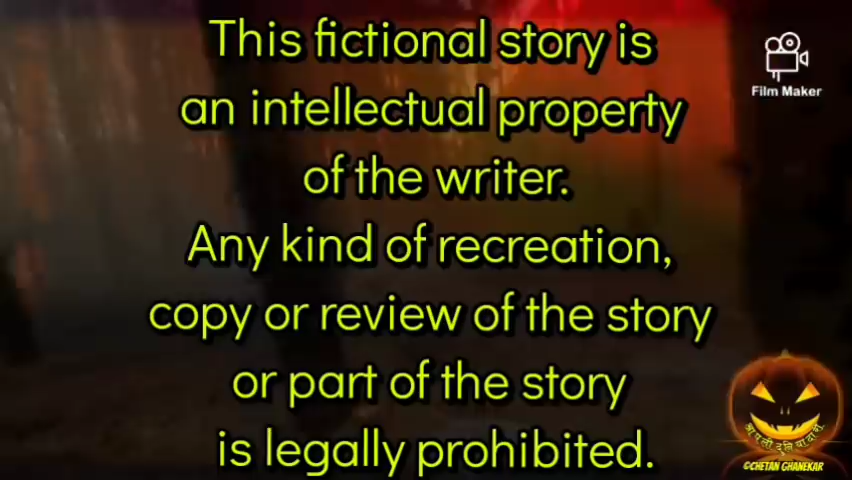 This fictional story is
an intellectual property
of the writer.
Any kind of recreation,
copy or review of the story
or part of the story
is legally prohibited.
Film Maker
©CHETAN GHANEKAR